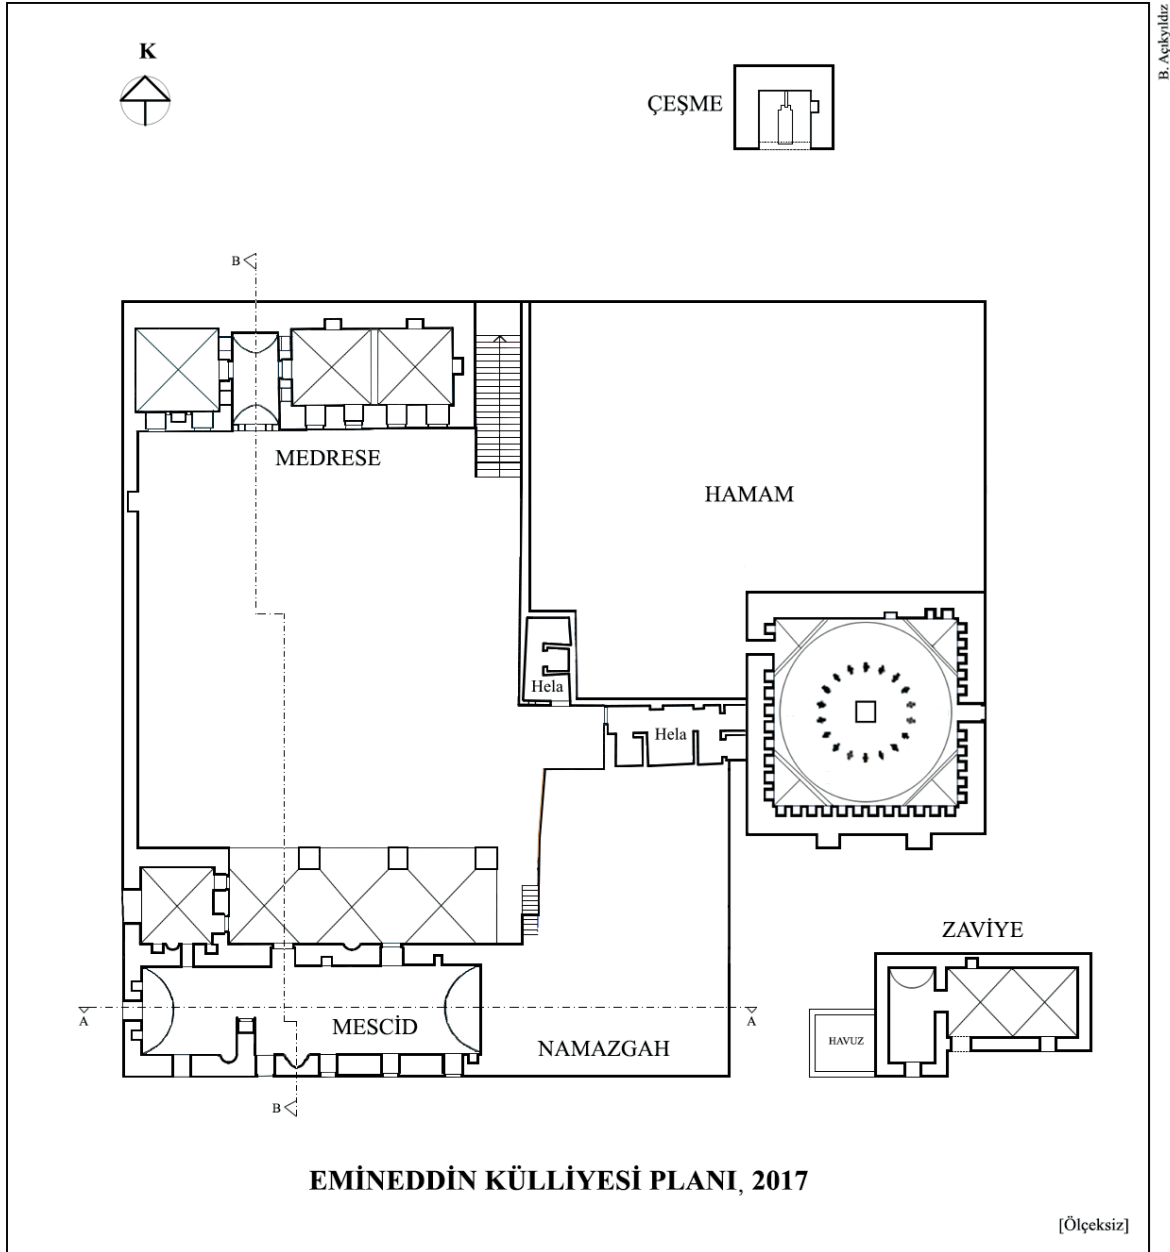 B. Açıkyıldız
K
ÇEŞME
B
MEDRESE
HAMAM
Hela
Hela
ZAVİYE
A
MESCİD
A
NAMAZGAH
HAVUZ
B
EMİNEDDİN KÜLLİYESİ PLANI, 2017
[Ölçeksiz]